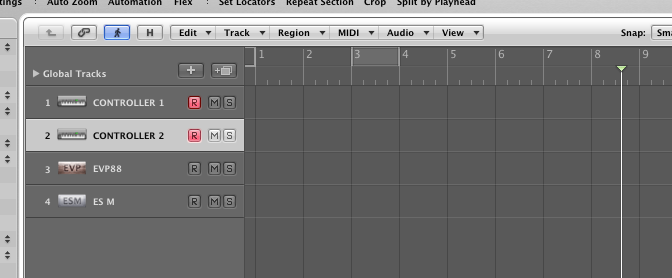 tings Auto Zoom Automation Flex Set Locators Repeat Section Crop Split by Playhead
H Edit Track Region MIDI Audio View Snap: Sma
1 2 3 4 5 6 7 8 9
Global Tracks
1 CONTROLLER 1 R M S
2 CONTROLLER 2 R M S
3 EVP EVP88 R M S
4 ESM ES M R M S